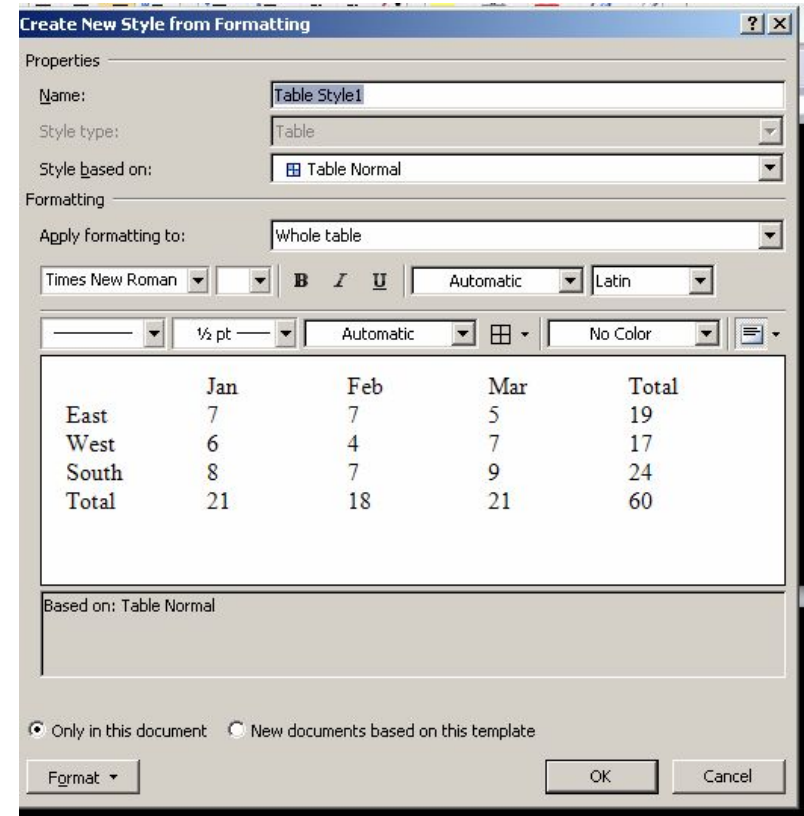 Create New Style from Formatting
Properties
Name: Table Style1
Style type: Table
Style based on: Table Normal
Formatting
Apply formatting to: Whole table
Times New Roman B I U Automatic Latin
½ pt Automatic No Color
Jan Feb Mar Total
East 7 7 5 19
West 6 4 7 17
South 8 7 9 24
Total 21 18 21 60
Based on: Table Normal
Only in this document New documents based on this template
Format OK Cancel